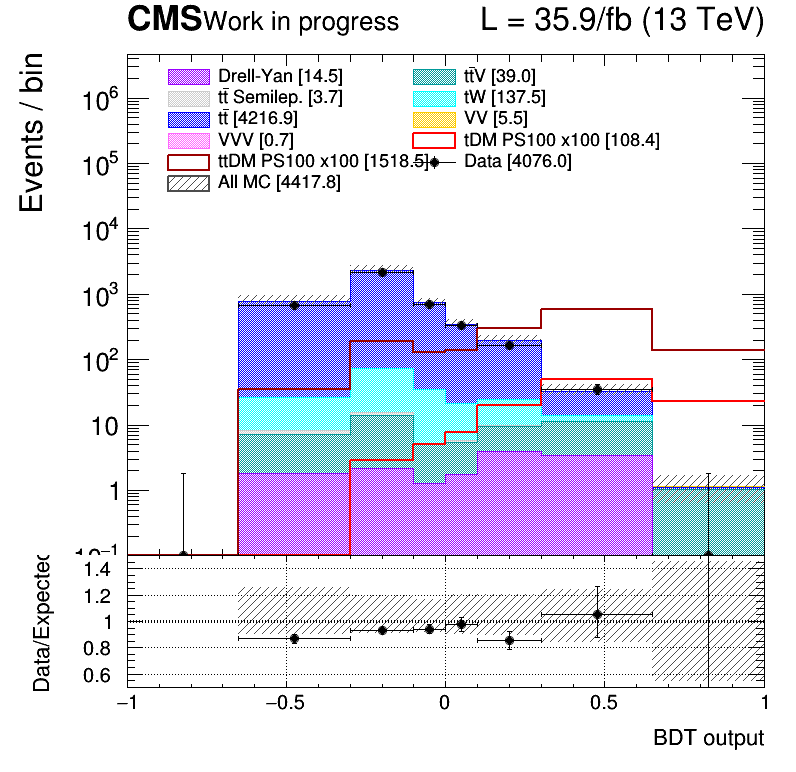 CMS Work in progress L = 35.9/fb (13 TeV)
Events / bin
Drell-Yan [14.5] tt̄V [39.0]
tt̄ Semilep. [3.7] tW [137.5]
tt̄ [4216.9] VV [5.5]
VVV [0.7] tDM PS100 x100 [108.4]
ttDM PS100 x100 [1518.5] Data [4076.0]
All MC [4417.8]
10⁶
10⁵
10⁴
10³
10²
10
1
10⁻¹
Data/Expected
1.4
1.2
1
0.8
0.6
−1 −0.5 0 0.5 1
BDT output